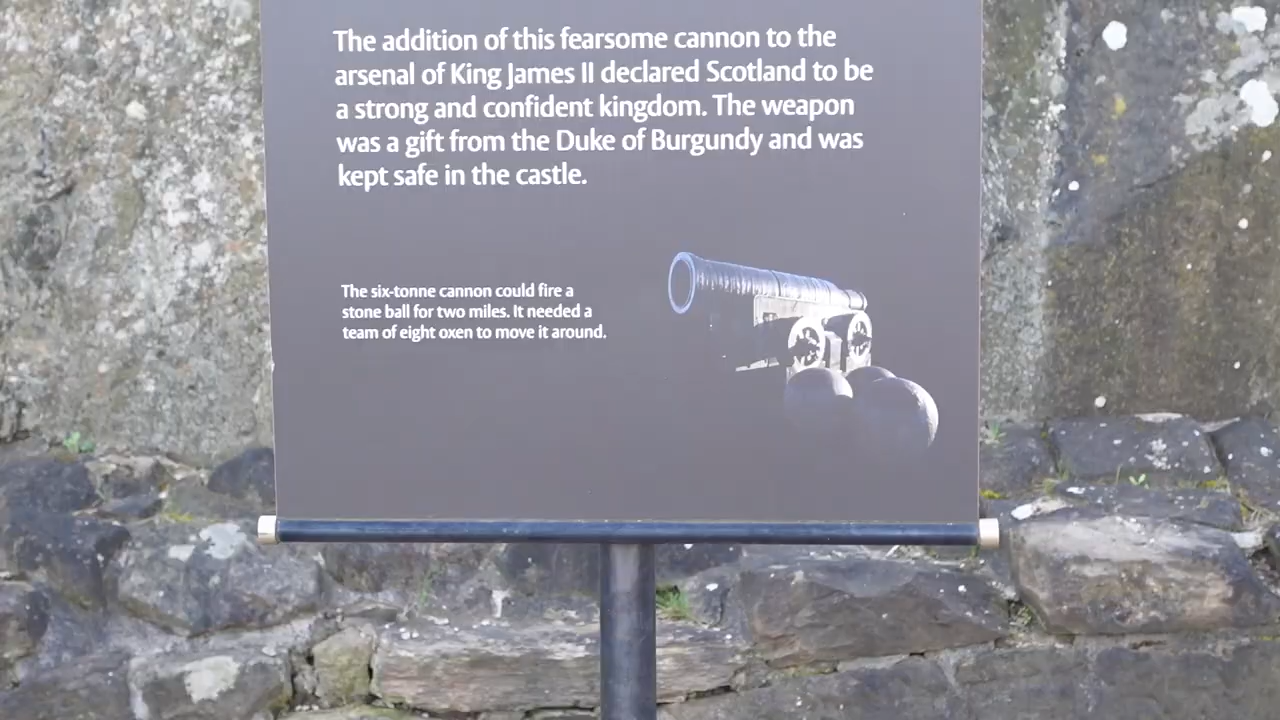 The addition of this fearsome cannon to the
arsenal of King James II declared Scotland to be
a strong and confident kingdom. The weapon
was a gift from the Duke of Burgundy and was
kept safe in the castle.
The six-tonne cannon could fire a
stone ball for two miles. It needed a
team of eight oxen to move it around.